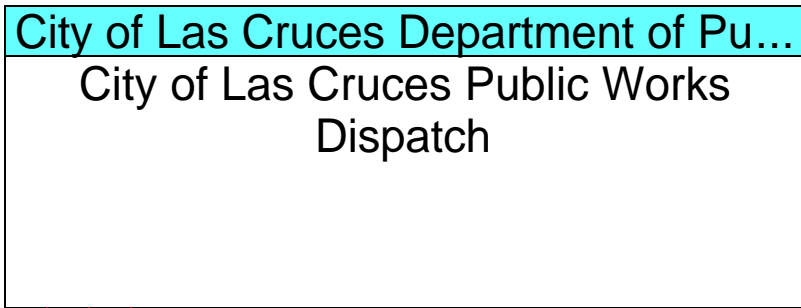 City of Las Cruces Department of Pu...
City of Las Cruces Public Works
Dispatch